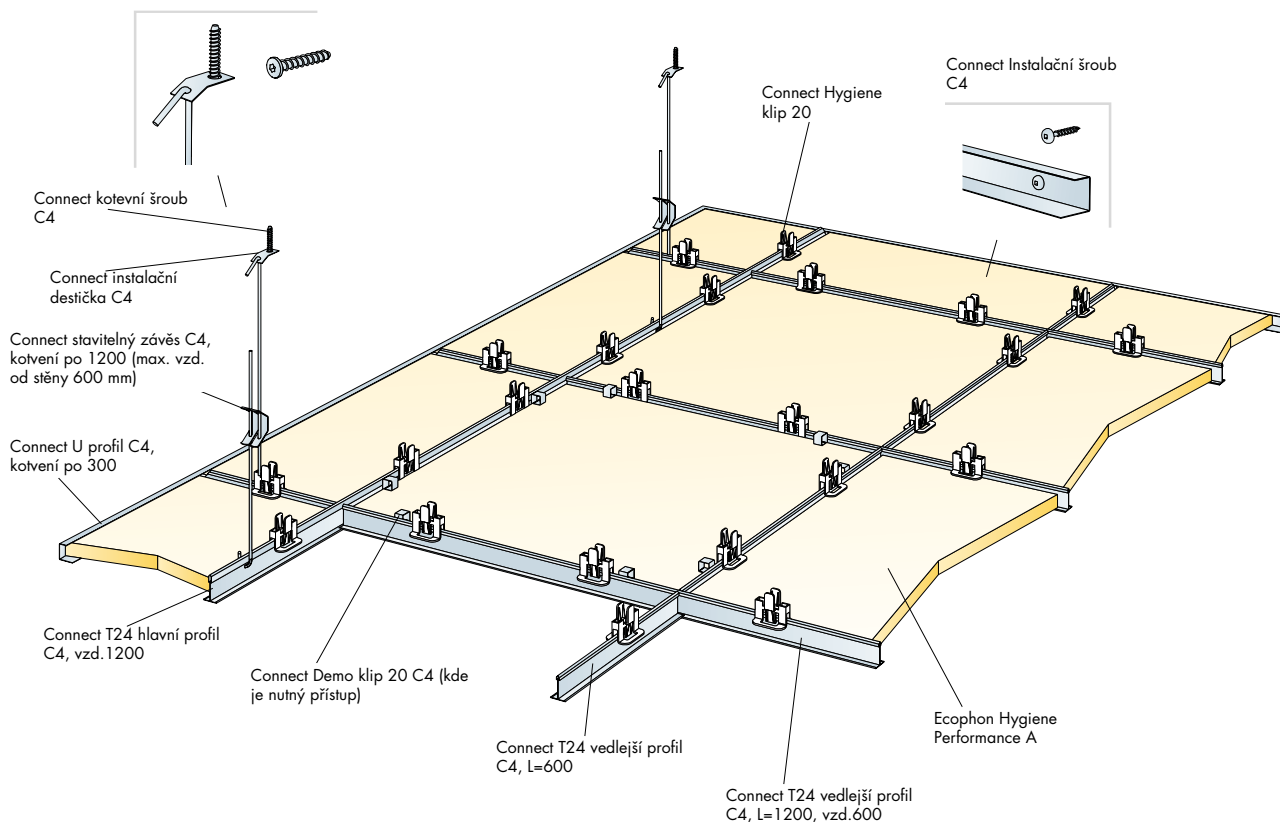 Connect Instalační šroub
C4
Connect Hygiene
klip 20
Connect kotevní šroub
C4
Connect instalační
destička C4
Connect stavitelný závěs C4,
kotvení po 1200 (max. vzd.
od stěny 600 mm)
Connect U profil C4,
kotvení po 300
Connect T24 hlavní profil
C4, vzd.1200
Connect Demo klip 20 C4 (kde
je nutný přístup)
Connect T24 vedlejší profil
C4, L=600
Ecophon Hygiene
Performance A
Connect T24 vedlejší profil
C4, L=1200, vzd.600